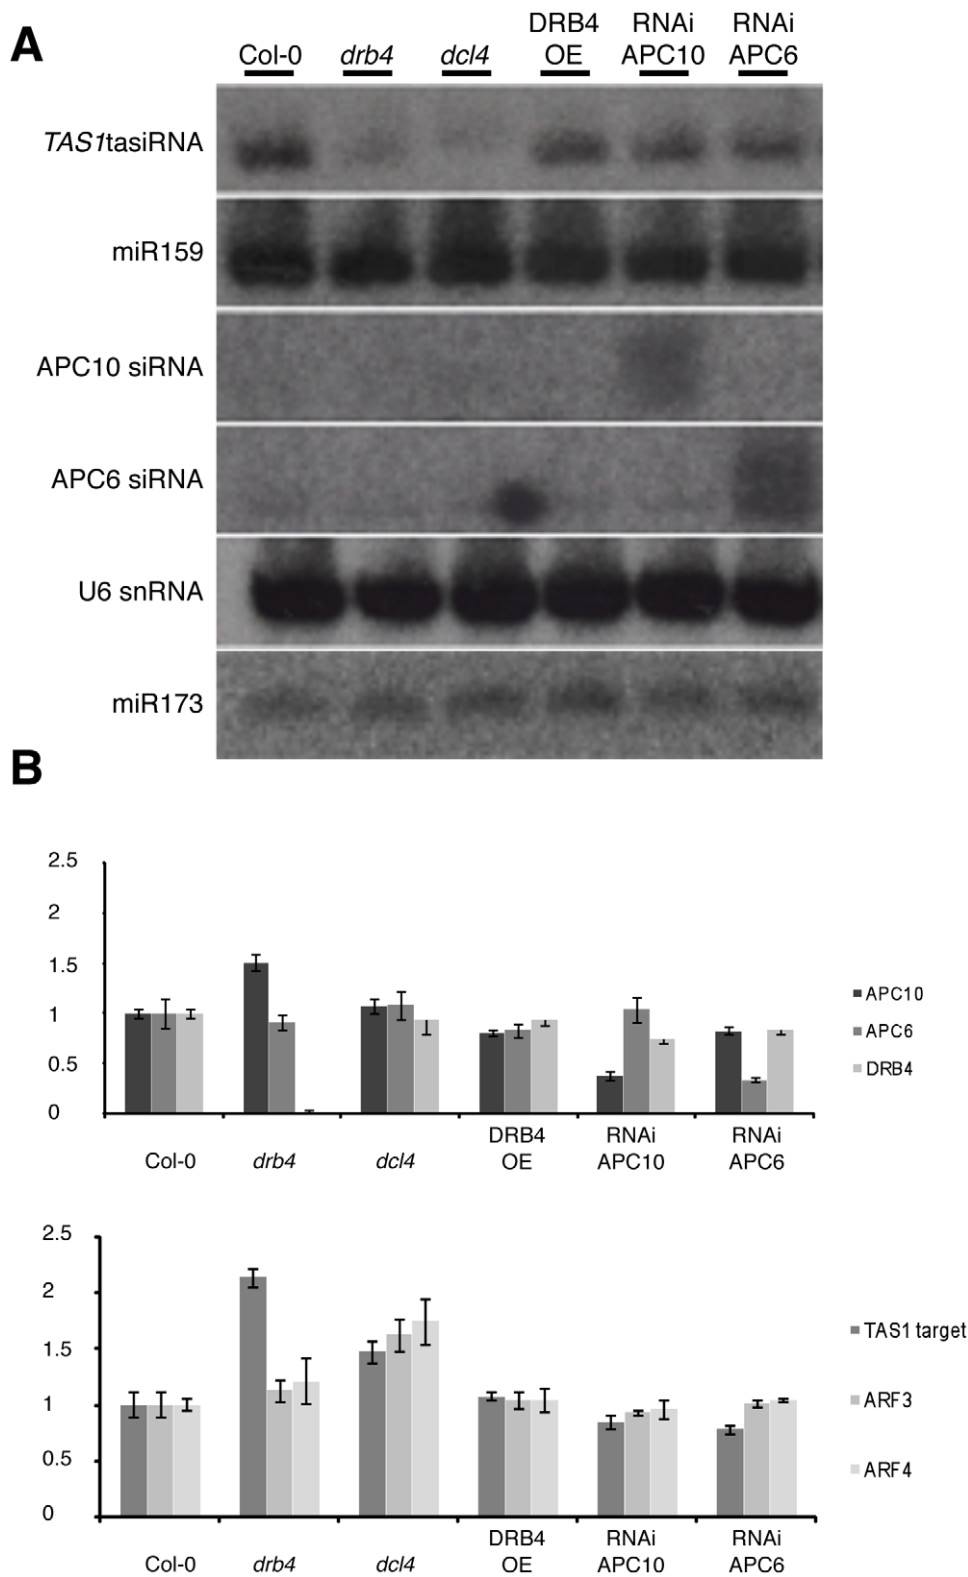 A
Col-0 drb4 dcl4 DRB4 OE RNAi APC10 RNAi APC6
TAS1tasiRNA
miR159
APC10 siRNA
APC6 siRNA
U6 snRNA
miR173
B
2.5
2
1.5
1
0.5
0
APC10
APC6
DRB4
Col-0 drb4 dcl4 DRB4 OE RNAi APC10 RNAi APC6
2.5
2
1.5
1
0.5
0
TAS1 target
ARF3
ARF4
Col-0 drb4 dcl4 DRB4 OE RNAi APC10 RNAi APC6